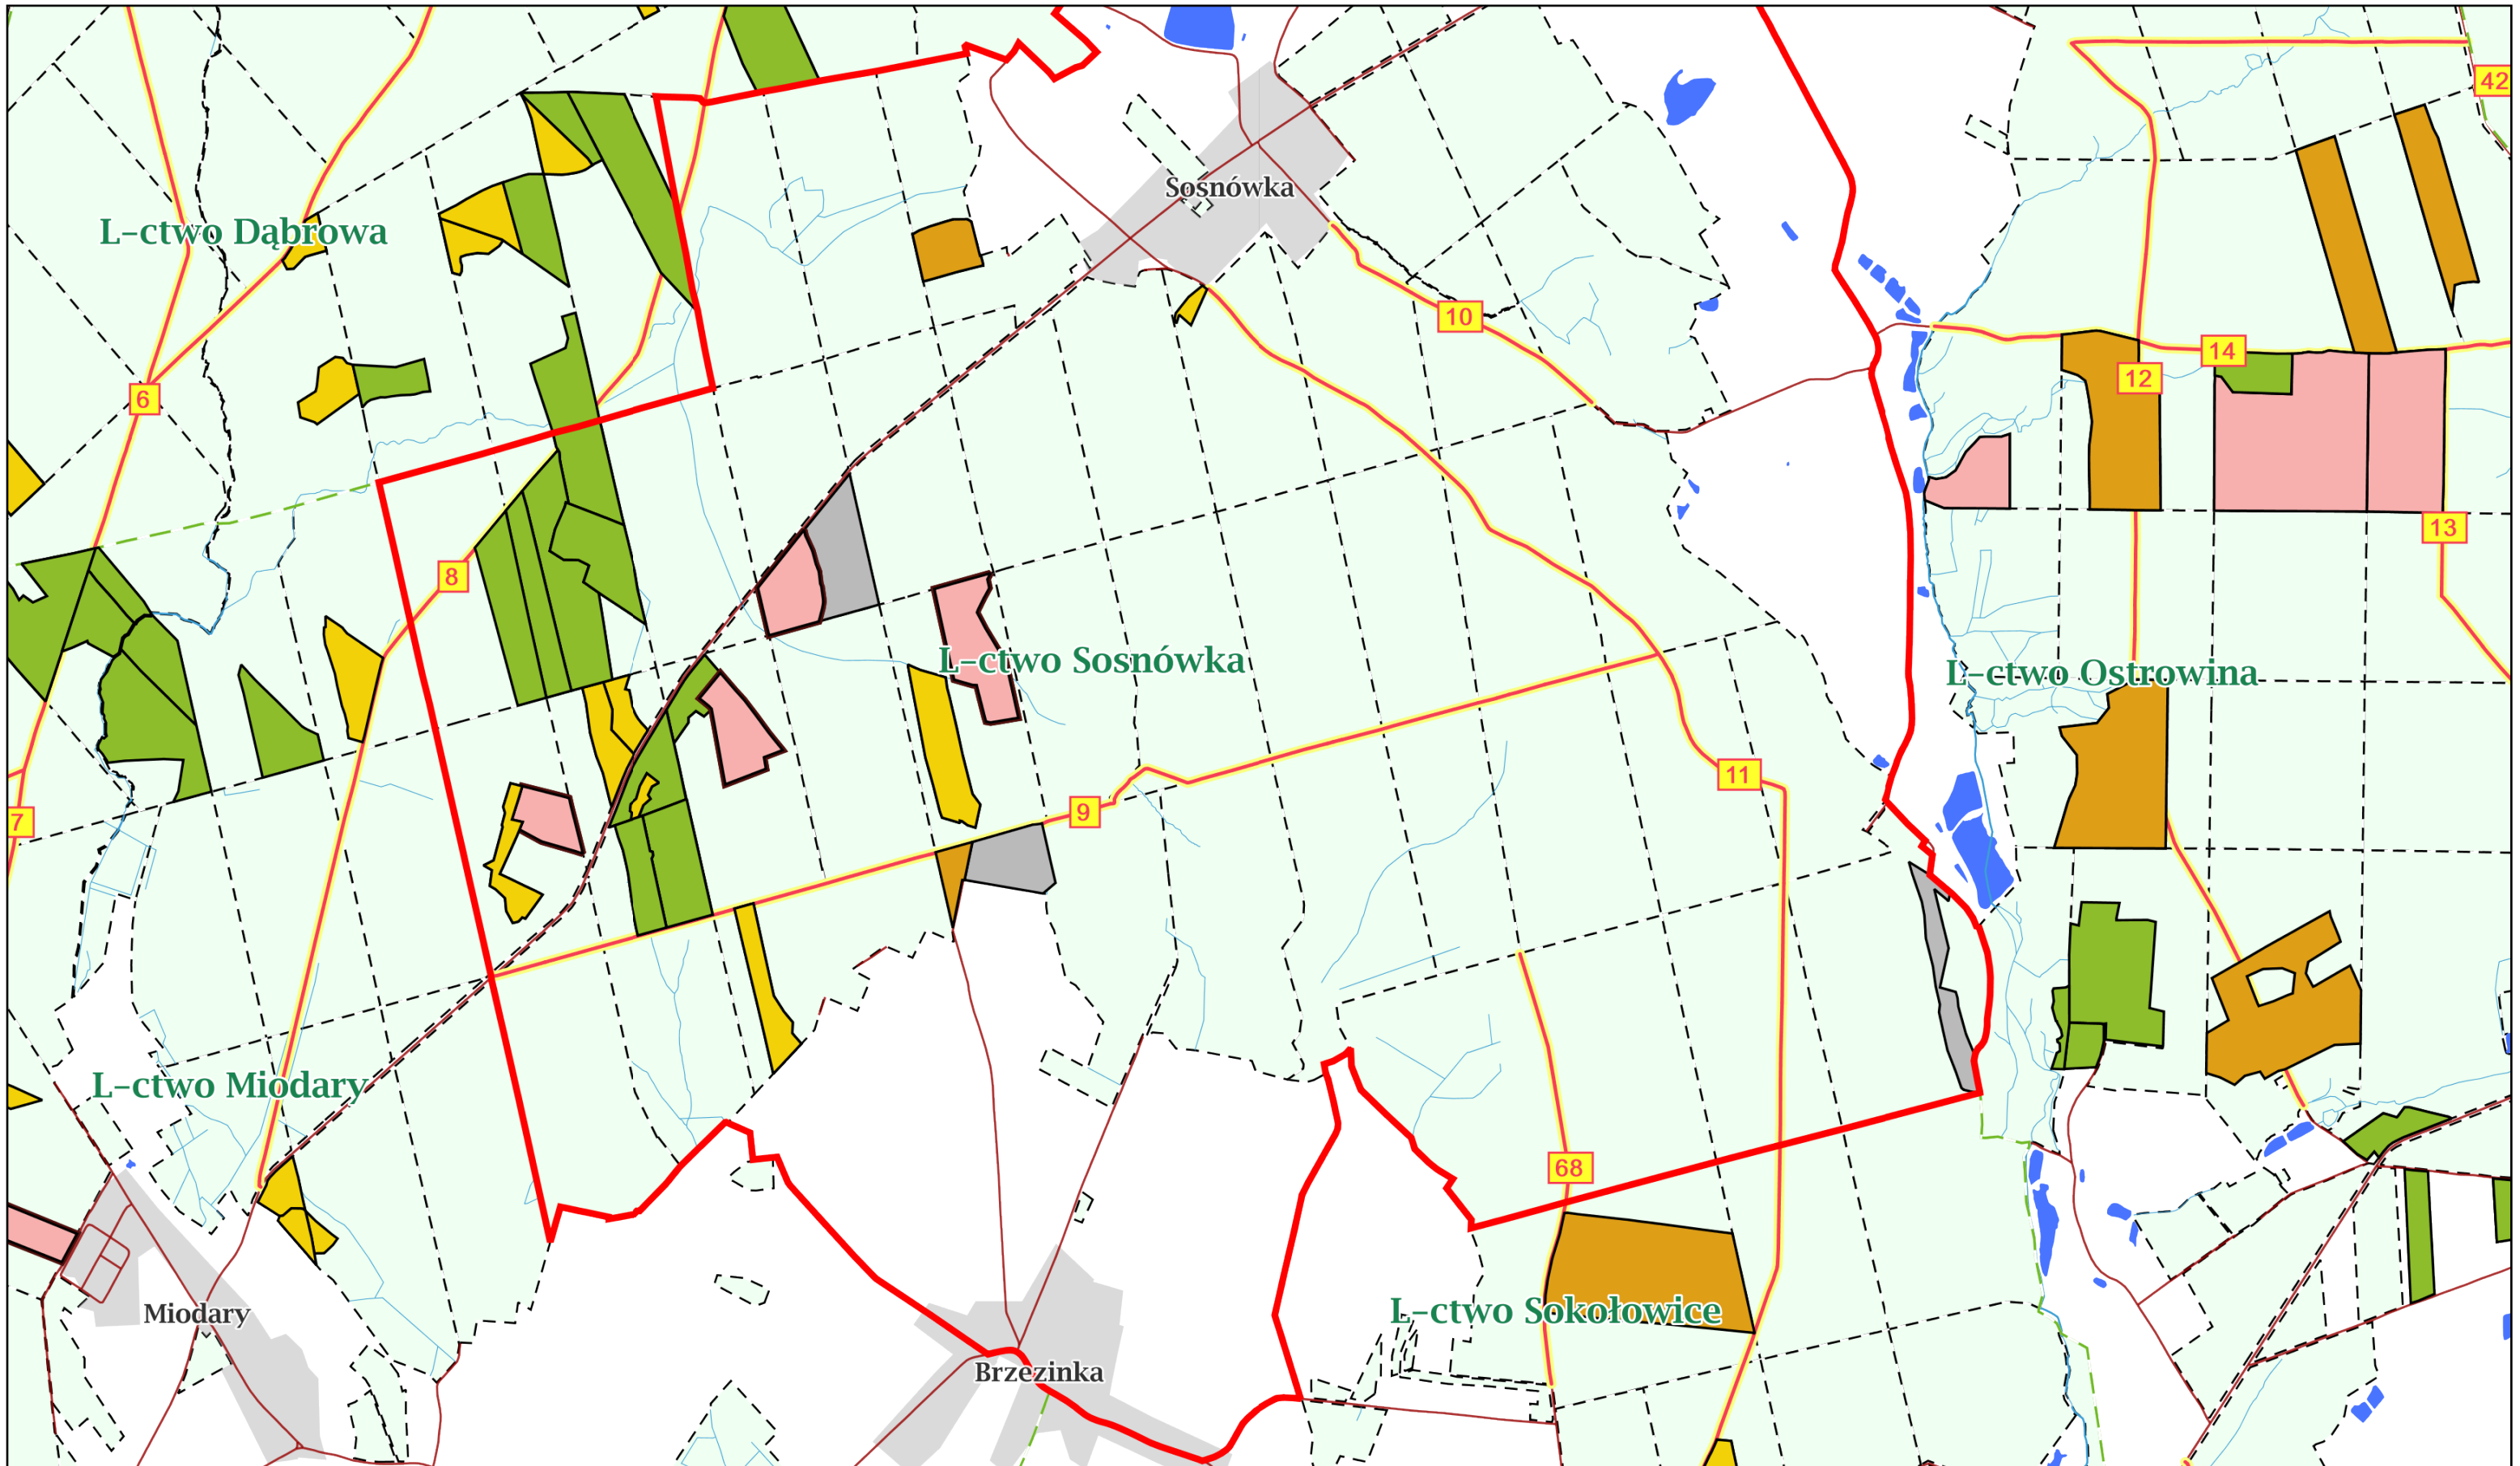 42
Sosnówka
L-ctwo Dąbrowa
10
14
12
6
13
8
L-ctwo Sosnówka
L-ctwo Ostrowina
11
9
7
L-ctwo Miodary
68
Miodary
L-ctwo Sokołowice
Brzezinka